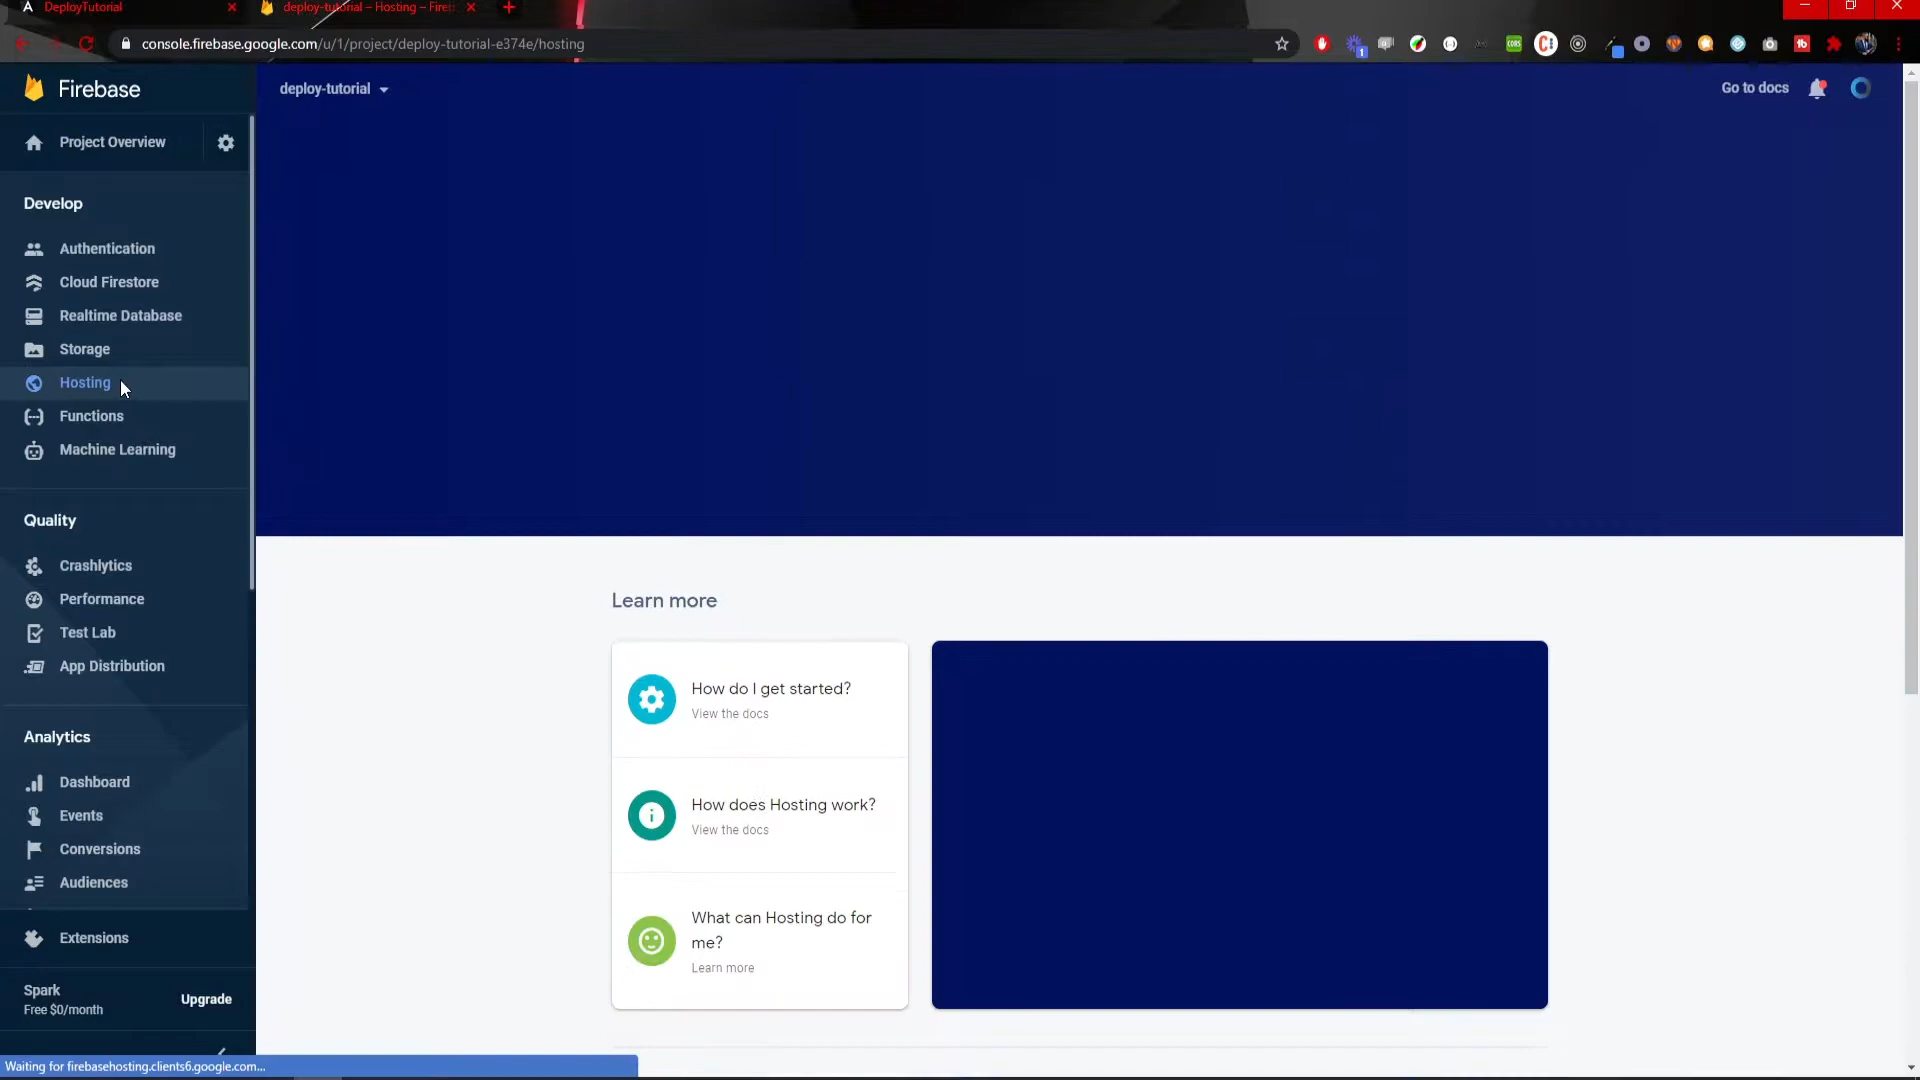 DeployTutorial
deploy-tutorial – Hosting – Fire
console.firebase.google.com/u/1/project/deploy-tutorial-e374e/hosting
Firebase
deploy-tutorial
Go to docs
Project Overview
Develop
Authentication
Cloud Firestore
Realtime Database
Storage
Hosting
Functions
Machine Learning
Quality
Crashlytics
Performance
Test Lab
App Distribution
Analytics
Dashboard
Events
Conversions
Audiences
Extensions
Spark
Free $0/month
Upgrade
Learn more
How do I get started?
View the docs
How does Hosting work?
View the docs
What can Hosting do for
me?
Learn more
Waiting for firebasehosting.clients6.google.com...